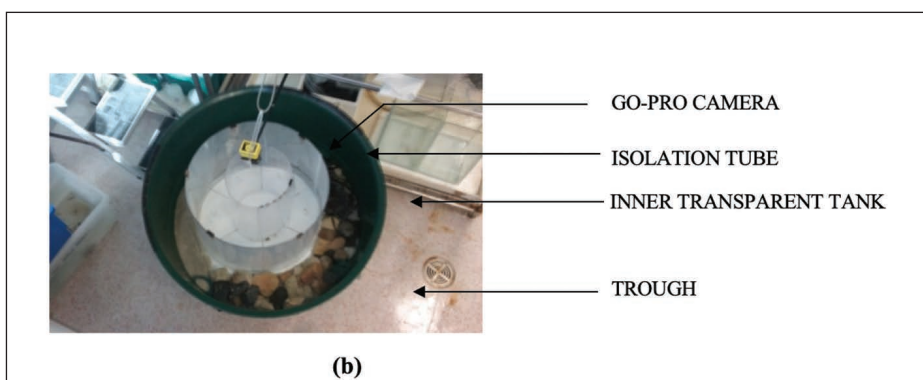 GO-PRO CAMERA
ISOLATION TUBE
INNER TRANSPARENT TANK
TROUGH
(b)